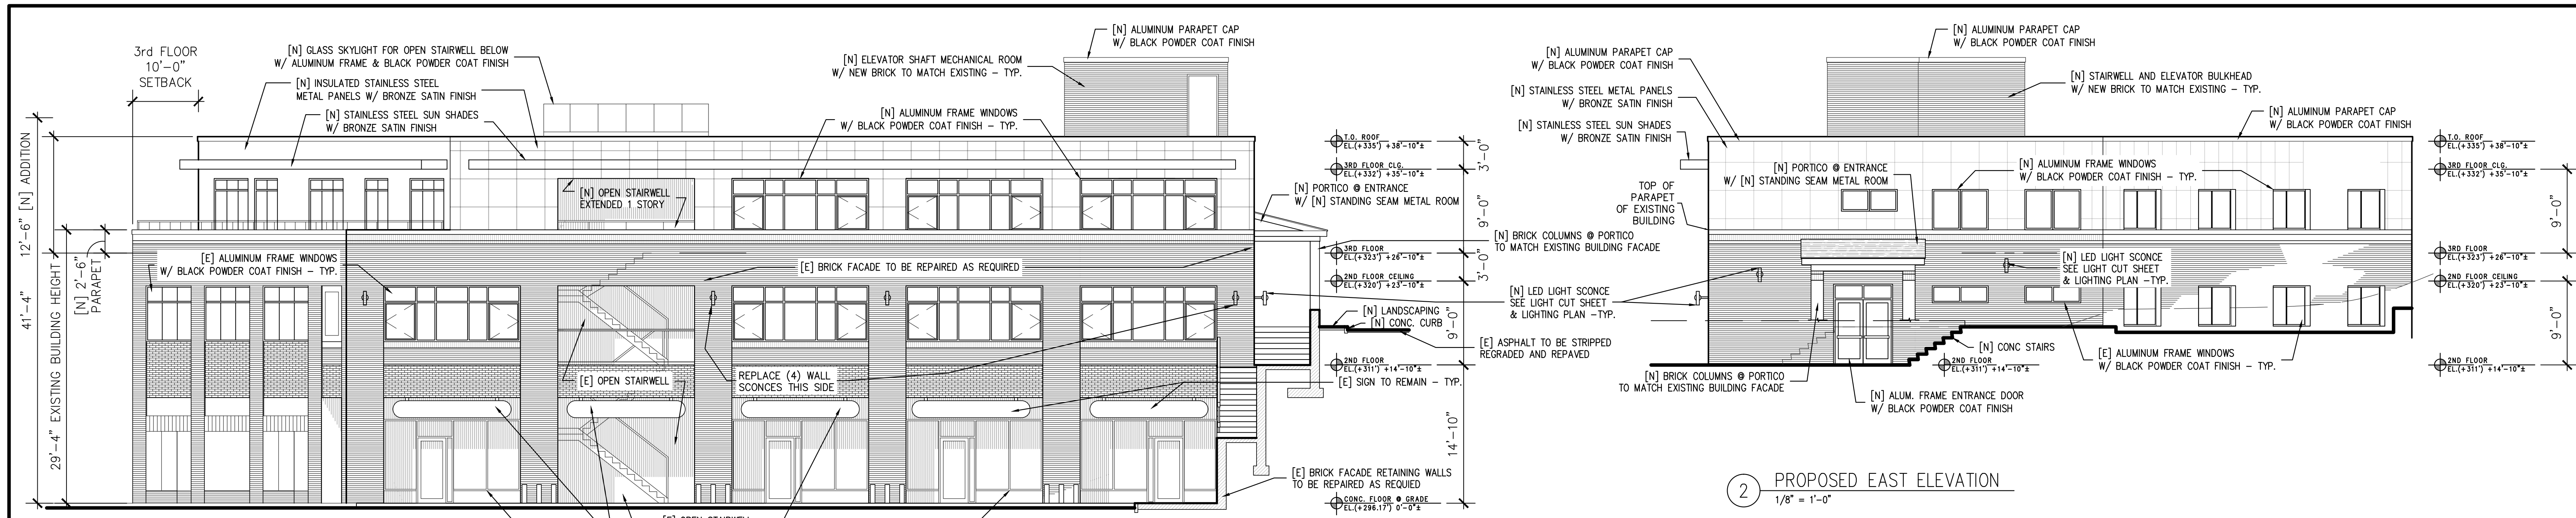 3rd FLOOR
10'-0"
SETBACK
[N] GLASS SKYLIGHT FOR OPEN STAIRWELL BELOW
W/ ALUMINUM FRAME & BLACK POWDER COAT FINISH
[N] INSULATED STAINLESS STEEL
METAL PANELS W/ BRONZE SATIN FINISH
[N] STAINLESS STEEL SUN SHADES
W/ BRONZE SATIN FINISH
[N] ELEVATOR SHAFT MECHANICAL ROOM
W/ NEW BRICK TO MATCH EXISTING – TYP.
[N] ALUMINUM PARAPET CAP
W/ BLACK POWDER COAT FINISH
[N] ALUMINUM FRAME WINDOWS
W/ BLACK POWDER COAT FINISH – TYP.
[N] OPEN STAIRWELL
EXTENDED 1 STORY
12'-6" [N] ADDITION
41'-4"
29'-4" EXISTING BUILDING HEIGHT
[N] 2'-6"
PARAPET
[E] ALUMINUM FRAME WINDOWS
W/ BLACK POWDER COAT FINISH – TYP.
[E] BRICK FACADE TO BE REPAIRED AS REQUIRED
[E] OPEN STAIRWELL
REPLACE (4) WALL
SCONCES THIS SIDE
T.O. ROOF
EL.(+335') +38'-10"±
3RD FLOOR CLG.
EL.(+332') +35'-10"±
3'-0"
[N] PORTICO @ ENTRANCE
W/ [N] STANDING SEAM METAL ROOM
9'-0"
[N] BRICK COLUMNS @ PORTICO
TO MATCH EXISTING BUILDING FACADE
3RD FLOOR
EL.(+323') +26'-10"±
3'-0"
2ND FLOOR CEILING
EL.(+320') +23'-10"±
[N] LED LIGHT SCONCE
SEE LIGHT CUT SHEET
& LIGHTING PLAN –TYP.
[N] LANDSCAPING
[N] CONC. CURB
9'-0"
[E] ASPHALT TO BE STRIPPED
REGRADED AND REPAVED
2ND FLOOR
EL.(+311') +14'-10"±
[E] SIGN TO REMAIN – TYP.
14'-10"
[E] BRICK FACADE RETAINING WALLS
TO BE REPAIRED AS REQUIED
CONC. FLOOR @ GRADE
EL.(+296.17') 0'-0"±
[E] OPEN STAIRWELL
[N] ALUMINUM PARAPET CAP
W/ BLACK POWDER COAT FINISH
[N] STAINLESS STEEL METAL PANELS
W/ BRONZE SATIN FINISH
[N] STAINLESS STEEL SUN SHADES
W/ BRONZE SATIN FINISH
[N] ALUMINUM PARAPET CAP
W/ BLACK POWDER COAT FINISH
[N] STAIRWELL AND ELEVATOR BULKHEAD
W/ NEW BRICK TO MATCH EXISTING – TYP.
[N] ALUMINUM PARAPET CAP
W/ BLACK POWDER COAT FINISH
[N] PORTICO @ ENTRANCE
W/ [N] STANDING SEAM METAL ROOM
[N] ALUMINUM FRAME WINDOWS
W/ BLACK POWDER COAT FINISH – TYP.
TOP OF
PARAPET
OF EXISTING
BUILDING
[N] LED LIGHT SCONCE
SEE LIGHT CUT SHEET
& LIGHTING PLAN –TYP.
[N] CONC STAIRS
2ND FLOOR
EL.(+311') +14'-10"±
[E] ALUMINUM FRAME WINDOWS
W/ BLACK POWDER COAT FINISH – TYP.
[N] BRICK COLUMNS @ PORTICO
TO MATCH EXISTING BUILDING FACADE
[N] ALUM. FRAME ENTRANCE DOOR
W/ BLACK POWDER COAT FINISH
T.O. ROOF
EL.(+335') +38'-10"±
3RD FLOOR CLG.
EL.(+332') +35'-10"±
9'-0"
3RD FLOOR
EL.(+323') +26'-10"±
2ND FLOOR CEILING
EL.(+320') +23'-10"±
9'-0"
2ND FLOOR
EL.(+311') +14'-10"±
2
PROPOSED EAST ELEVATION
1/8" = 1'-0"